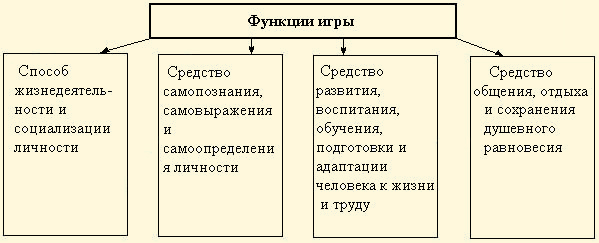 Функции игры
Способ
жизнедеятель-
ности и
социализации
личности
Средство
самопознания,
самовыражения
и
самоопределени
я личности
Средство
развития,
воспитания,
обучения,
подготовки и
адаптации
человека к жизни
и труду
Средство
общения, отдыха
и сохранения
душевного
равновесия